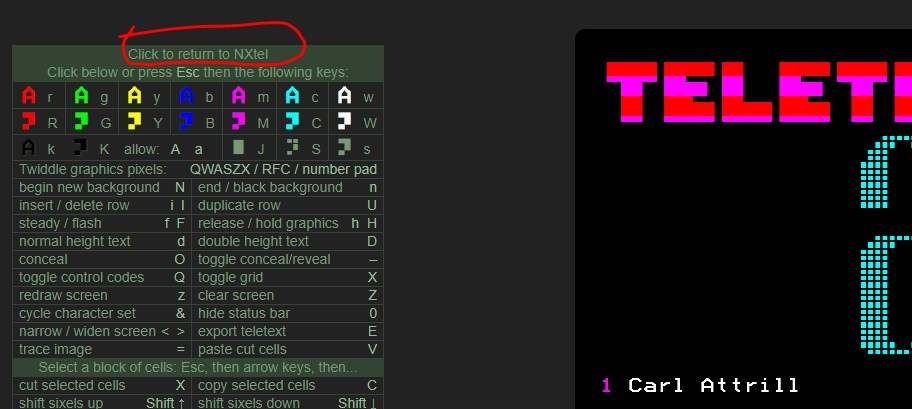 Click to return to NXtel
Click below or press Esc then the following keys:
A r A g A y A b A m A c A w
R G Y B M C W
A k K allow: A a J S s
Twiddle graphics pixels: QWASZX / RFC / number pad
begin new background N end / black background n
insert / delete row i I duplicate row U
steady / flash f F release / hold graphics h H
normal height text d double height text D
conceal O toggle conceal/reveal –
toggle control codes Q toggle grid X
redraw screen z clear screen Z
cycle character set & hide status bar 0
narrow / widen screen < > export teletext E
trace image = paste cut cells V
Select a block of cells: Esc, then arrow keys, then...
cut selected cells X copy selected cells C
shift sixels up Shift ↑ shift sixels down Shift ↓
1 Carl Attrill